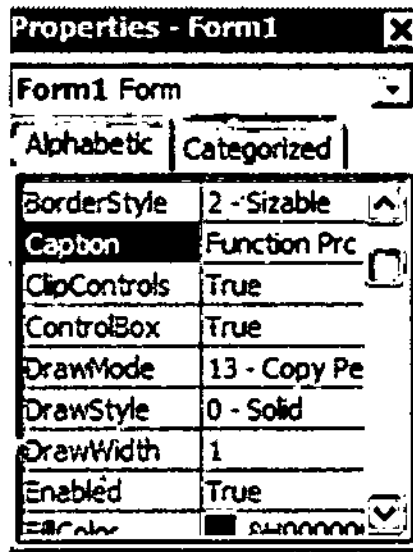 Properties - Form1
Form1 Form
Alphabetic Categorized
BorderStyle 2 - Sizable
Caption Function Prc
ClipControls True
ControlBox True
DrawMode 13 - Copy Pe
DrawStyle 0 - Solid
DrawWidth 1
Enabled True
FillColor